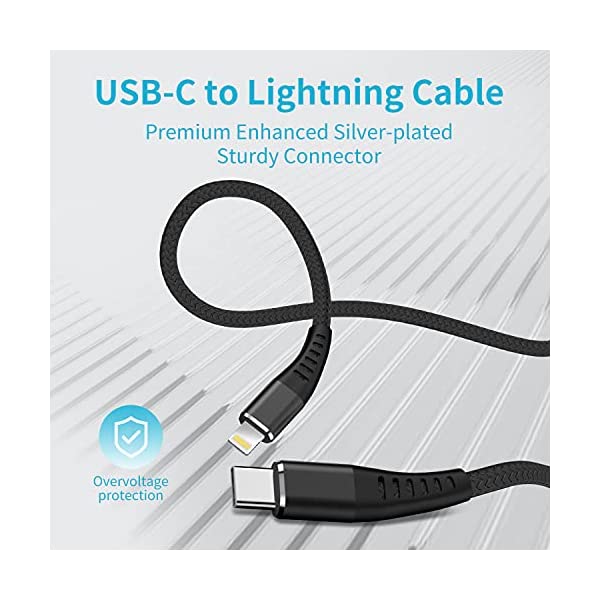 USB-C to Lightning Cable
Premium Enhanced Silver-plated
Sturdy Connector
Overvoltage
protection